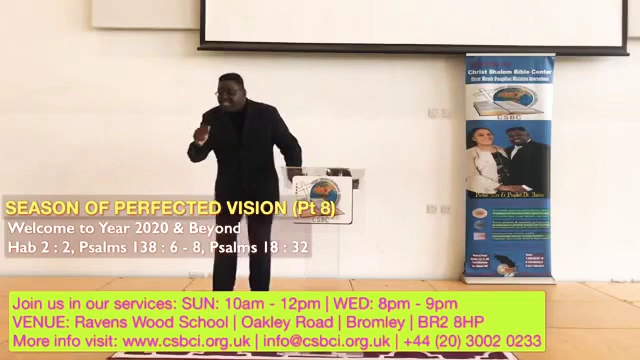 Christ Shalom Bible Center
CSBC
CSBC
SEASON OF PERFECTED VISION (Pt 8)
Welcome to Year 2020 & Beyond
Hab 2 : 2, Psalms 138 : 6 - 8, Psalms 18 : 32
Join us in our services: SUN: 10am - 12pm | WED: 8pm - 9pm
VENUE: Ravens Wood School | Oakley Road | Bromley | BR2 8HP
More info visit: www.csbci.org.uk | info@csbci.org.uk | +44 (20) 3002 0233